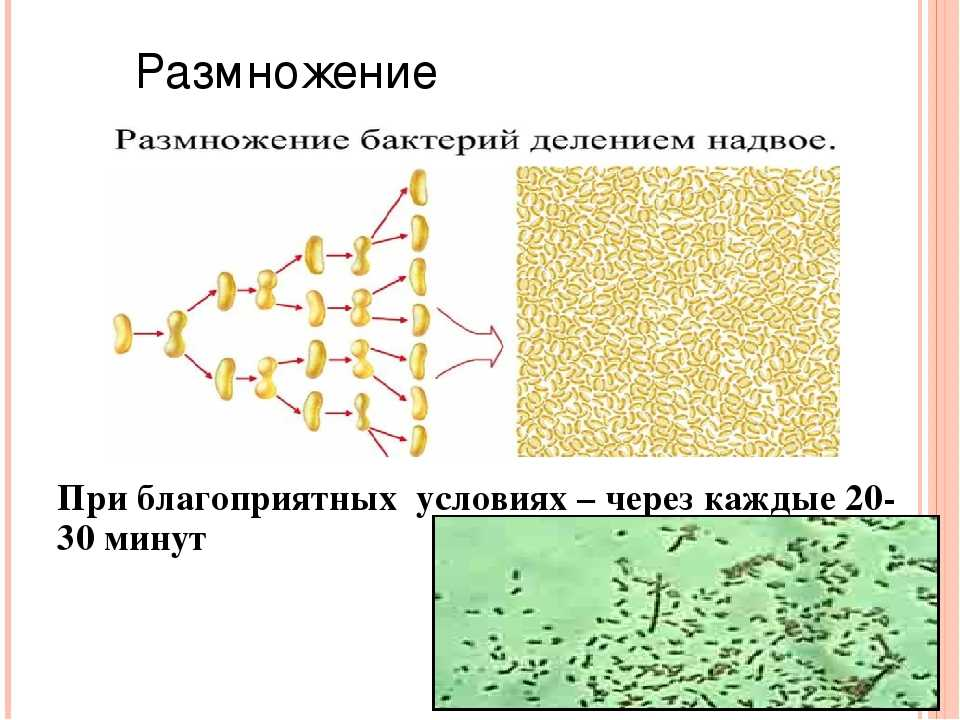 Размножение
Размножение бактерий делением надвое.
При благоприятных условиях – через каждые 20-
30 минут